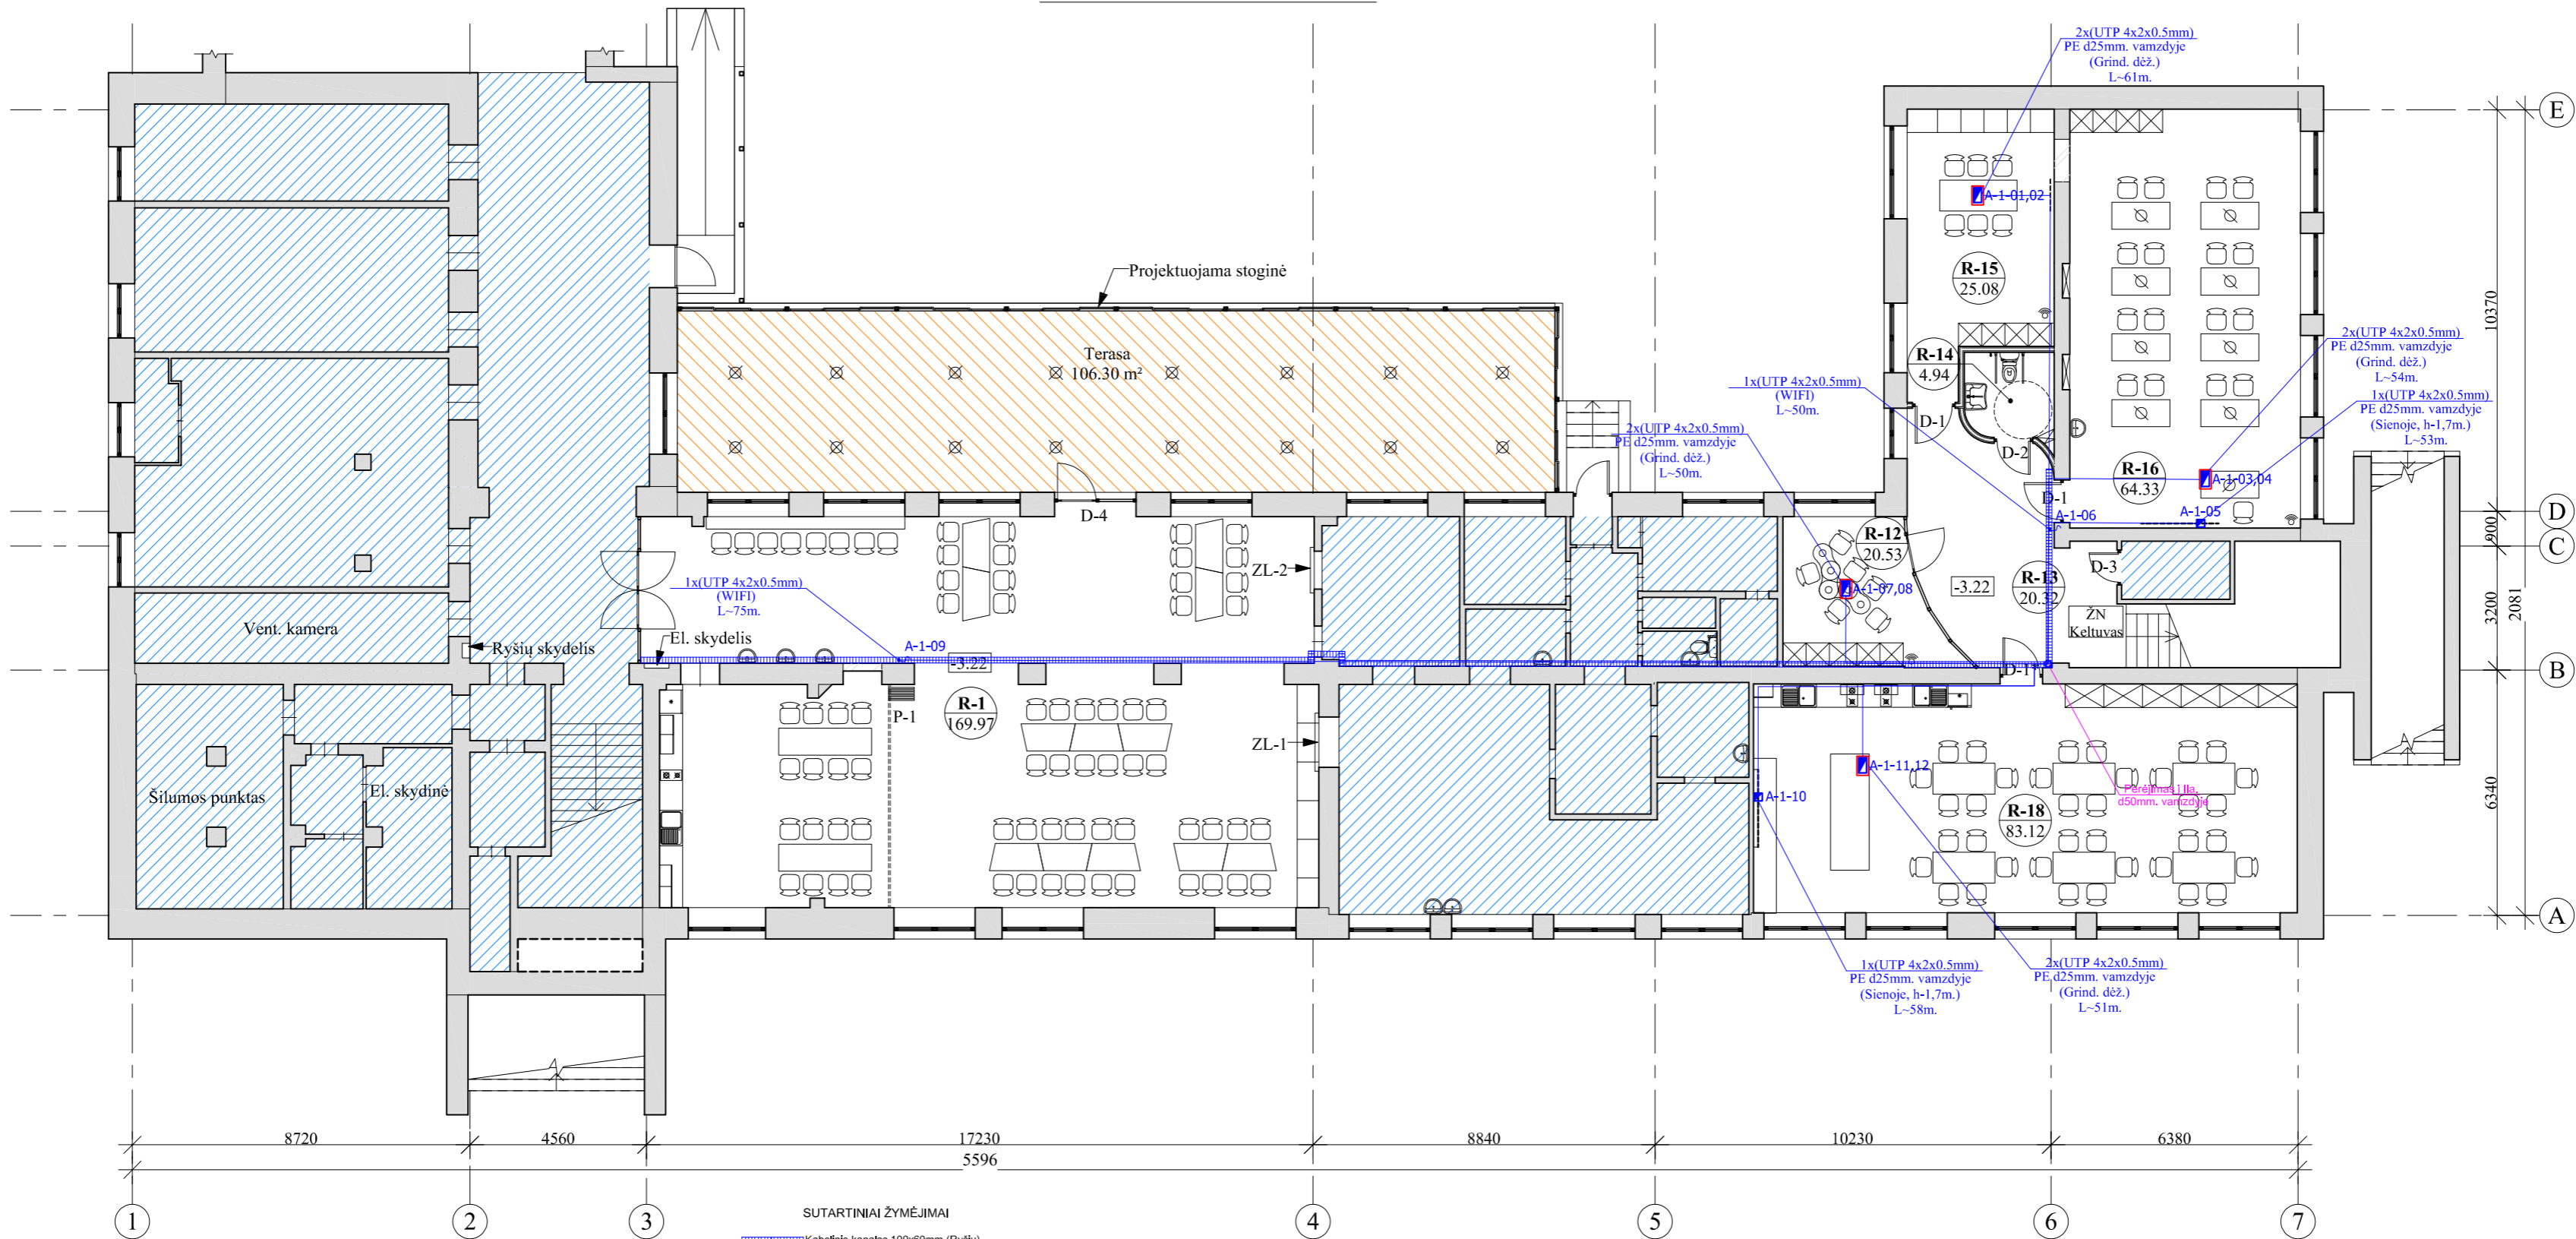 2x(UTP 4x2x0.5mm)
PE d25mm. vamzdyje
(Grind. dėž.)
L~61m.
E
A-1-01,02
R-15
25.08
Projektuojama stoginė
10370
2x(UTP 4x2x0.5mm)
PE d25mm. vamzdyje
(Grind. dėž.)
L~54m.
Terasa
106.30 m²
R-14
4.94
1x(UTP 4x2x0.5mm)
(WIFI)
L~50m.
1x(UTP 4x2x0.5mm)
PE d25mm. vamzdyje
(Sienoje, h-1,7m.)
L~53m.
2x(UTP 4x2x0.5mm)
PE d25mm. vamzdyje
(Grind. dėž.)
L~50m.
D-1
D-2
R-16
64.33
A-1-03,04
D-1
D-4
A-1-06
A-1-05
D
900
C
R-12
20.53
ZL-2
D-3
1x(UTP 4x2x0.5mm)
(WIFI)
L~75m.
A-1-07,08
-3.22
R-13
20.32
3200
2081
Vent. kamera
ŽN
Keltuvas
El. skydelis
Ryšių skydelis
A-1-09
-3.22
D-1
B
R-1
169.97
P-1
ZL-1
A-1-11,12
Šilumos punktas
El. skydinė
A-1-10
Perėjimas į IIa.
d50mm. vamzdyje
6340
R-18
83.12
A
1x(UTP 4x2x0.5mm)
PE d25mm. vamzdyje
(Sienoje, h-1,7m.)
L~58m.
2x(UTP 4x2x0.5mm)
PE d25mm. vamzdyje
(Grind. dėž.)
L~51m.
8720
4560
17230
8840
10230
6380
5596
1
2
3
4
5
6
7
SUTARTINIAI ŽYMĖJIMAI